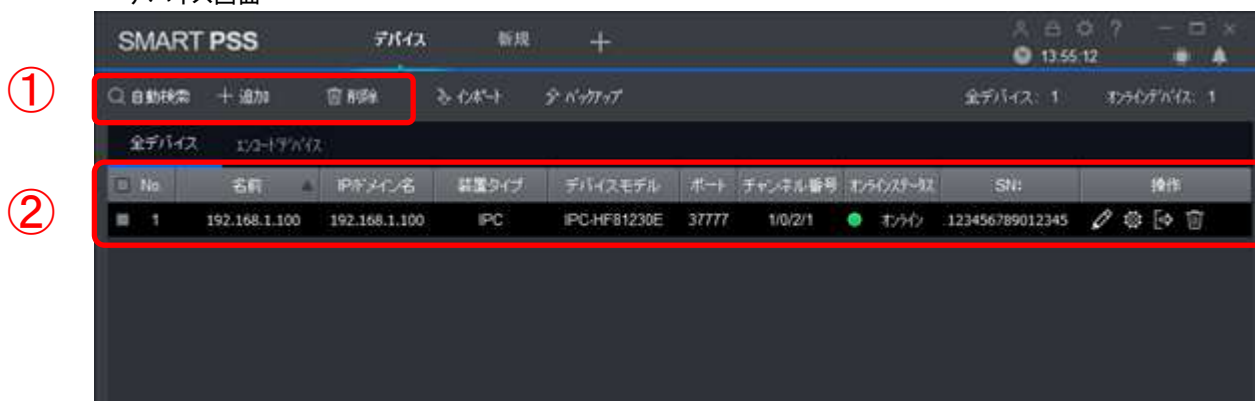 SMART PSS デバイス 新規 + ?
13:55:12
① 自動検索 + 追加 削除 インポート バックアップ 全デバイス: 1 オンラインデバイス: 1
全デバイス エンコードデバイス
② No. 名前 IP/ドメイン名 装置タイプ デバイスモデル ポート チャンネル番号 オンラインステータス SN: 操作
1 192.168.1.100 192.168.1.100 IPC IPC-HF81230E 37777 1/0/2/1 オンライン 123456789012345